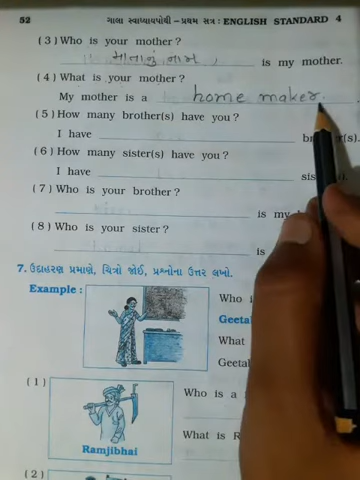 52 ગાલા સ્વાધ્યાયપોથી – પ્રથમ સત્ર : ENGLISH STANDARD 4
( 3 ) Who is your mother ?
માતાનું નામ is my mother.
( 4 ) What is your mother ?
My mother is a home maker.
( 5 ) How many brother(s) have you ?
I have br r(s).
( 6 ) How many sister(s) have you ?
I have sis
( 7 ) Who is your brother ?
is my
( 8 ) Who is your sister ?
is
7. ઉદાહરણ પ્રમાણે, ચિત્રો જોઈ, પ્રશ્નોના ઉત્તર લખો.
Example :
Who i
Geeta
What
Geeta
( 1 )
Who is a
What is R
Ramjibhai
( 2 )